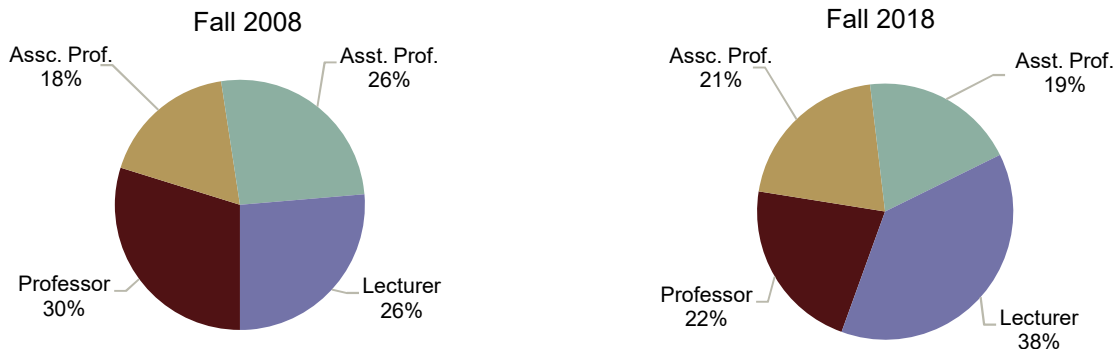 Fall 2008
Assc. Prof.
18%
Asst. Prof.
26%
Professor
30%
Lecturer
26%
Fall 2018
Assc. Prof.
21%
Asst. Prof.
19%
Professor
22%
Lecturer
38%